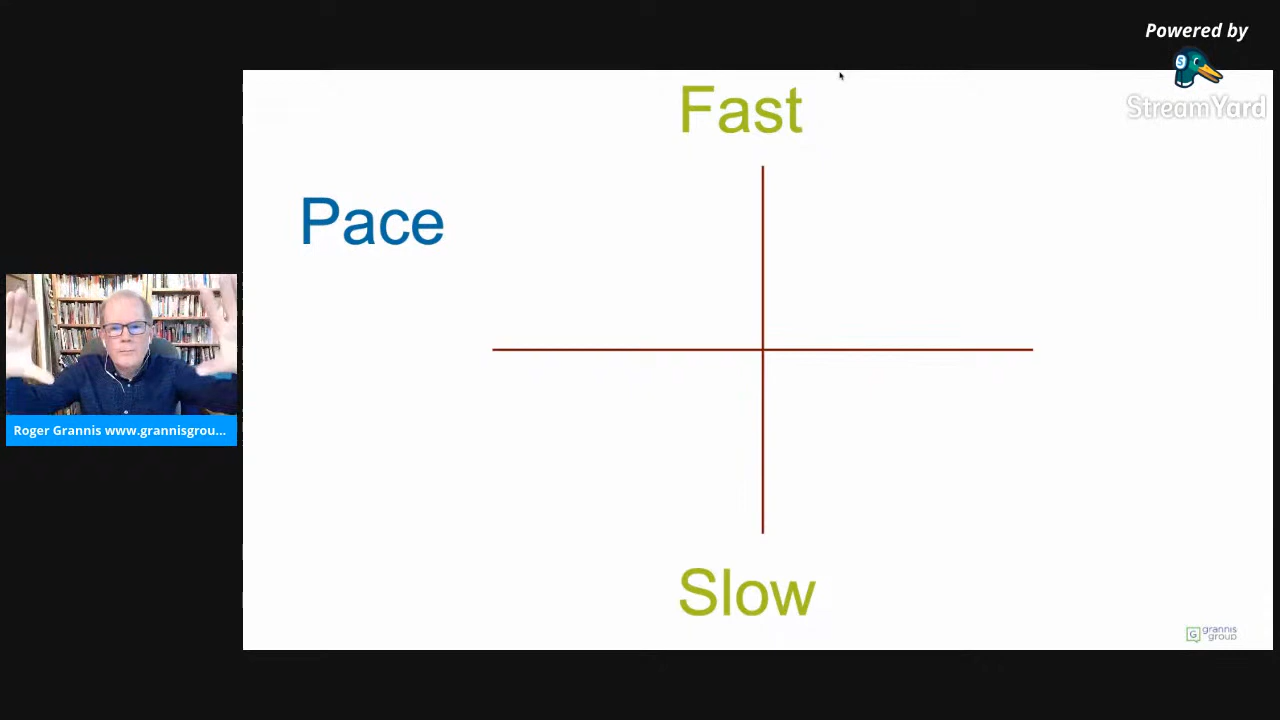 Powered by
StreamYard
Fast
Pace
Roger Grannis www.grannisgrou...
Slow
G grannis
group